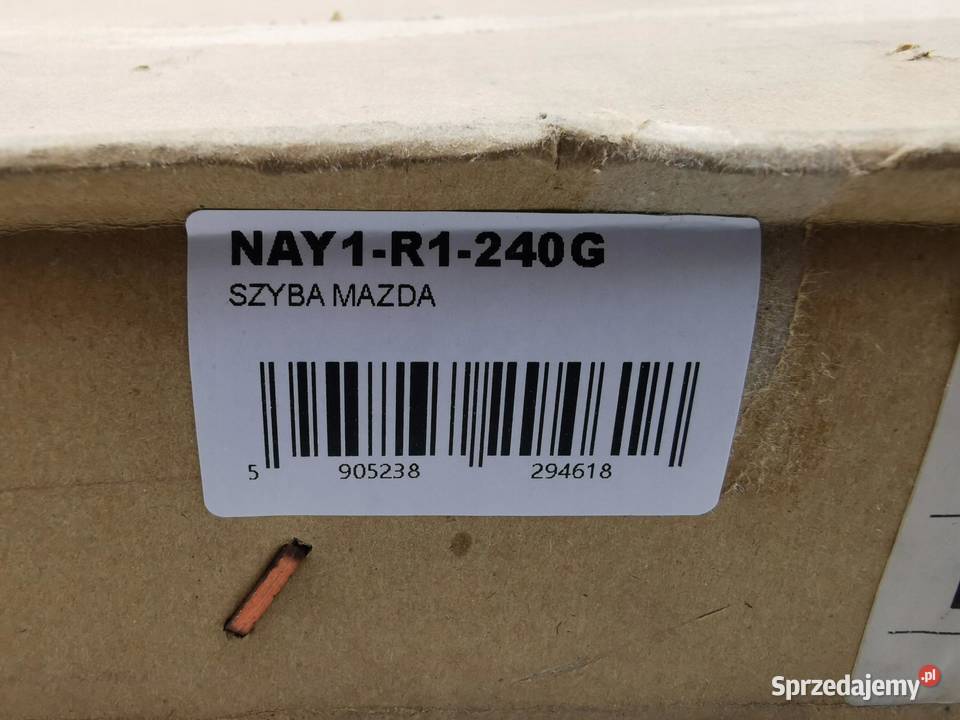 NAY1-R1-240G
SZYBA MAZDA
5 905238 294618
Sprzedajemy.pl